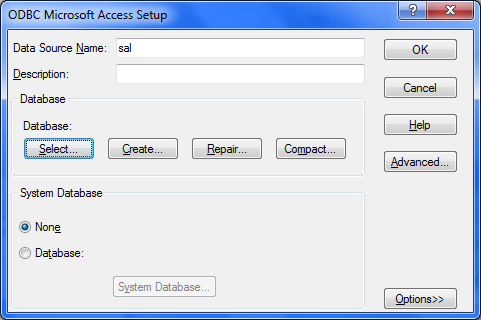 ODBC Microsoft Access Setup
Data Source Name: sal OK
Description: Cancel
Database
Database:
Select... Create... Repair... Compact... Help
Advanced...
System Database
None
Database:
System Database...
Options>>